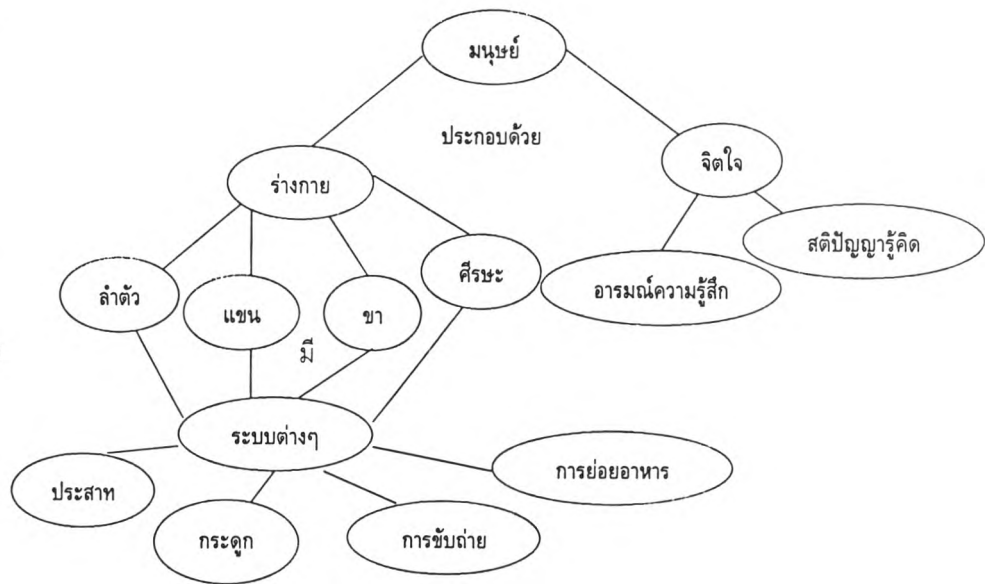 มนุษย์
ประกอบด้วย
จิตใจ
ร่างกาย
สติปัญญารู้คิด
ศีรษะ
อารมณ์ความรู้สึก
ลำตัว
แขน
ขา
มี
ระบบต่างๆ
การย่อยอาหาร
ประสาท
กระดูก
การขับถ่าย